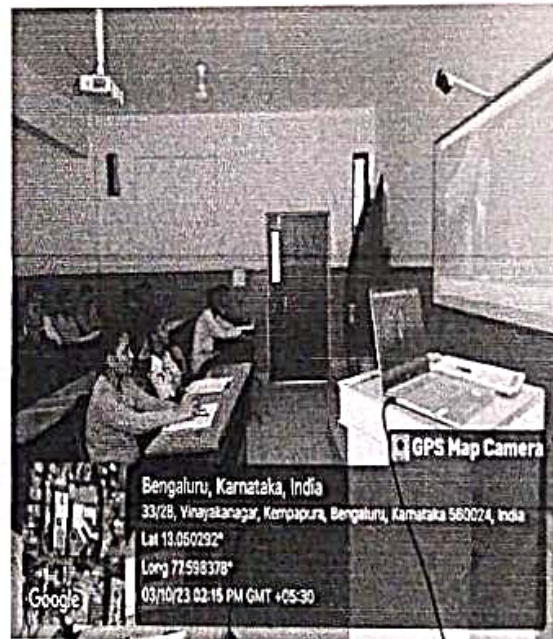 GPS Map Camera
Bengaluru, Karnataka, India
33/28, Vinayakanagar, Kempapura, Bengaluru, Karnataka 560024, India
Lat 13.050292°
Long 77.598378°
03/10/23 02:15 PM GMT +05:30
Google